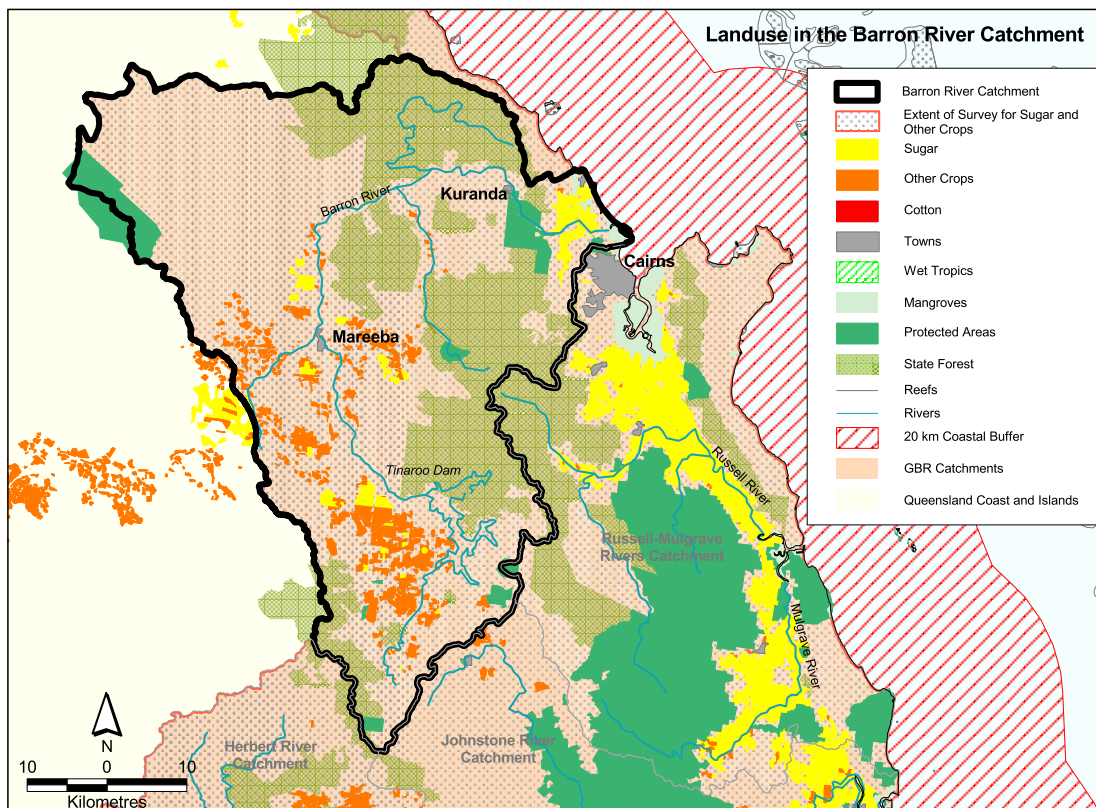 Landuse in the Barron River Catchment
Barron River Catchment
Extent of Survey for Sugar and
Other Crops
Sugar
Other Crops
Cotton
Towns
Wet Tropics
Mangroves
Protected Areas
State Forest
Reefs
Rivers
20 km Coastal Buffer
GBR Catchments
Queensland Coast and Islands
Barron River
Kuranda
Cairns
Mareeba
Tinaroo Dam
Russell River
Russell-Mulgrave
Rivers Catchment
Mulgrave River
Herbert River
Catchment
Johnstone River
Catchment
N
10 0 10
Kilometres